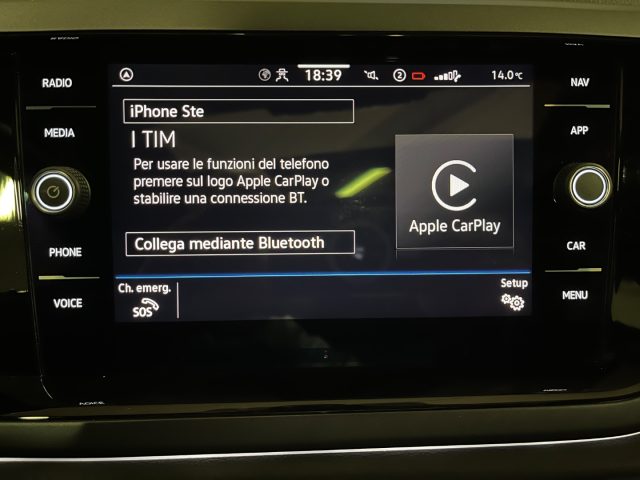 RADIO
MEDIA
PHONE
VOICE
18:39
2
14.0 °C
iPhone Ste
I TIM
Per usare le funzioni del telefono
premere sul logo Apple CarPlay o
stabilire una connessione BT.
Collega mediante Bluetooth
Apple CarPlay
Ch. emerg.
SOS
Setup
NAV
APP
CAR
MENU